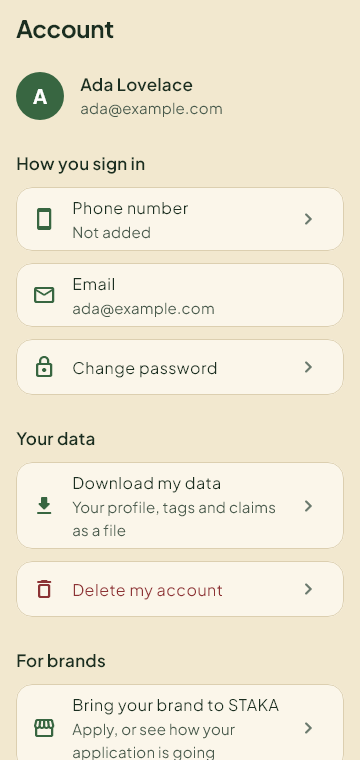 Account
A
Ada Lovelace
ada@example.com
How you sign in
Phone number
Not added
Email
ada@example.com
Change password
Your data
Download my data
Your profile, tags and claims
as a file
Delete my account
For brands
Bring your brand to STAKA
Apply, or see how your
application is going